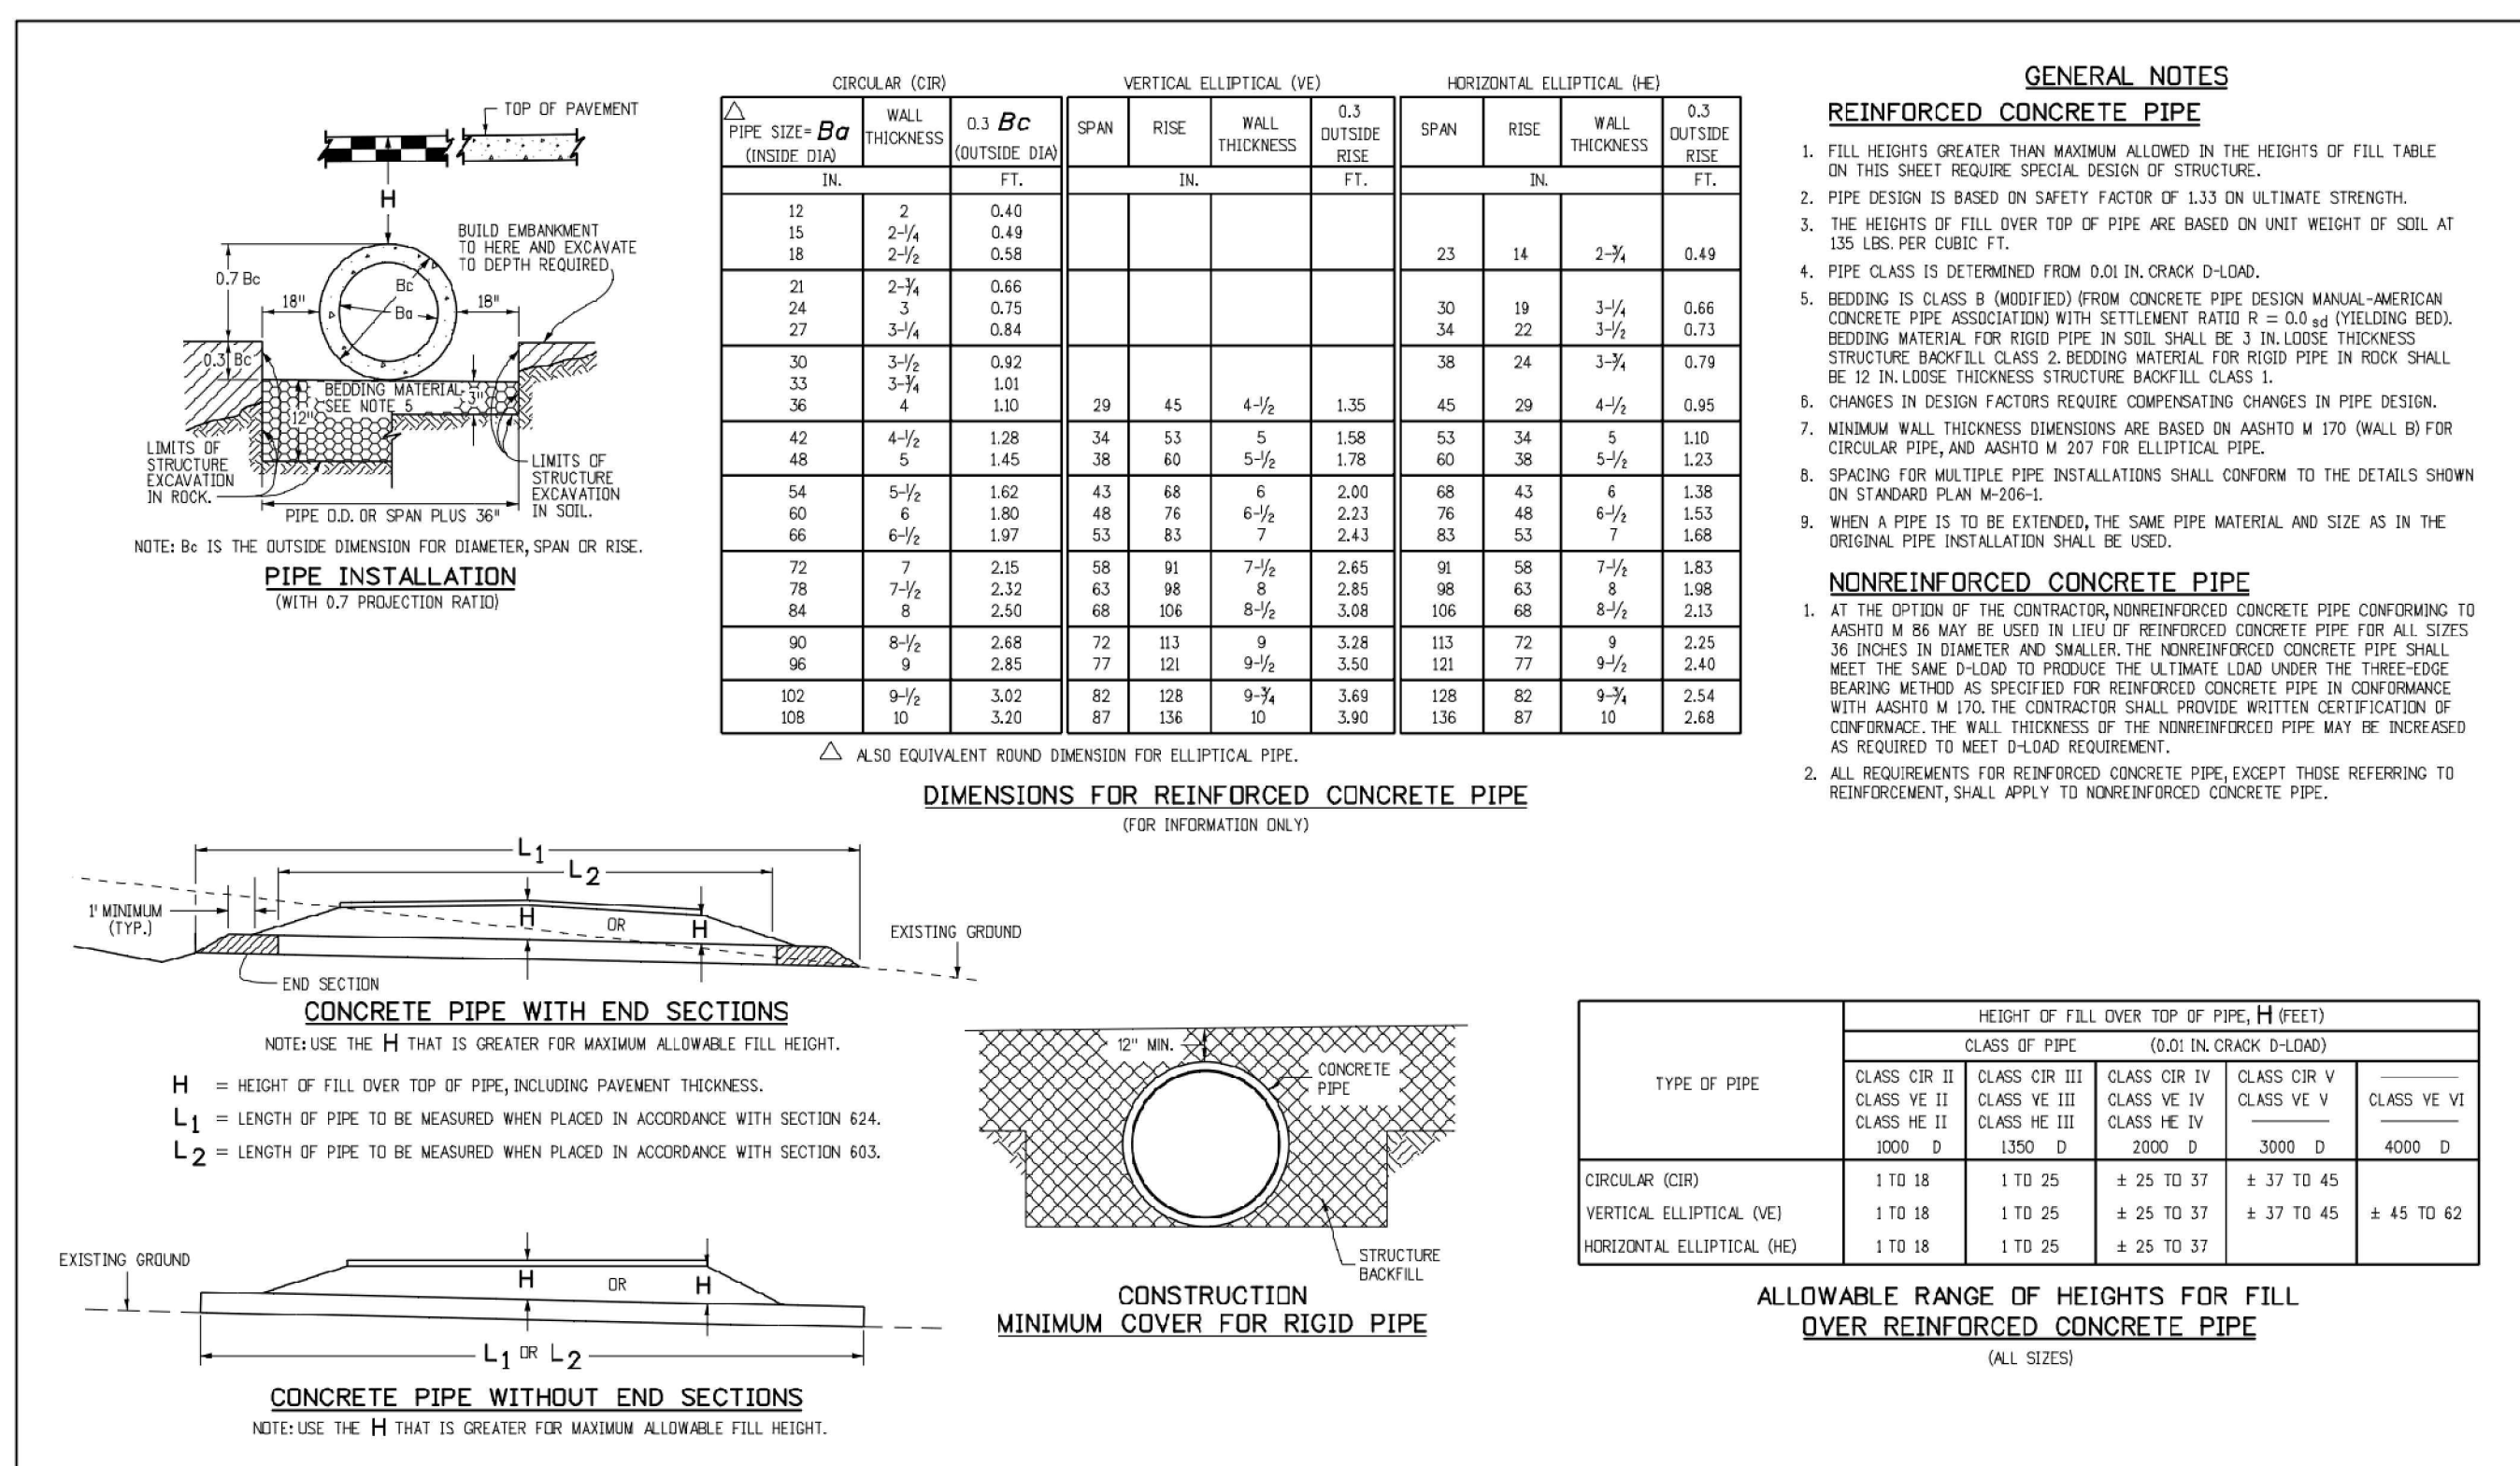 TOP OF PAVEMENT
H
BUILD EMBANKMENT
TO HERE AND EXCAVATE
TO DEPTH REQUIRED
0.7 Bc
18"
Bc
Ba
18"
0.3 Bc
BEDDING MATERIAL
SEE NOTE 5
3"
12"
LIMITS OF
STRUCTURE
EXCAVATION
IN ROCK.
LIMITS OF
STRUCTURE
EXCAVATION
IN SOIL.
PIPE O.D. OR SPAN PLUS 36"
NOTE: Bc IS THE OUTSIDE DIMENSION FOR DIAMETER, SPAN OR RISE.
PIPE INSTALLATION
(WITH 0.7 PROJECTION RATIO)
CIRCULAR (CIR) VERTICAL ELLIPTICAL (VE) HORIZONTAL ELLIPTICAL (HE)
△ PIPE SIZE= Ba (INSIDE DIA) WALL THICKNESS 0.3 Bc (OUTSIDE DIA) SPAN RISE WALL THICKNESS 0.3 OUTSIDE RISE SPAN RISE WALL THICKNESS 0.3 OUTSIDE RISE
IN. FT. IN. FT. IN. FT.
12 2 0.40
15 2-1/4 0.49
18 2-1/2 0.58 23 14 2-3/4 0.49
21 2-3/4 0.66
24 3 0.75 30 19 3-1/4 0.66
27 3-1/4 0.84 34 22 3-1/2 0.73
30 3-1/2 0.92 38 24 3-3/4 0.79
33 3-3/4 1.01
36 4 1.10 29 45 4-1/2 1.35 45 29 4-1/2 0.95
42 4-1/2 1.28 34 53 5 1.58 53 34 5 1.10
48 5 1.45 38 60 5-1/2 1.78 60 38 5-1/2 1.23
54 5-1/2 1.62 43 68 6 2.00 68 43 6 1.38
60 6 1.80 48 76 6-1/2 2.23 76 48 6-1/2 1.53
66 6-1/2 1.97 53 83 7 2.43 83 53 7 1.68
72 7 2.15 58 91 7-1/2 2.65 91 58 7-1/2 1.83
78 7-1/2 2.32 63 98 8 2.85 98 63 8 1.98
84 8 2.50 68 106 8-1/2 3.08 106 68 8-1/2 2.13
90 8-1/2 2.68 72 113 9 3.28 113 72 9 2.25
96 9 2.85 77 121 9-1/2 3.50 121 77 9-1/2 2.40
102 9-1/2 3.02 82 128 9-3/4 3.69 128 82 9-3/4 2.54
108 10 3.20 87 136 10 3.90 136 87 10 2.68
△ ALSO EQUIVALENT ROUND DIMENSION FOR ELLIPTICAL PIPE.
DIMENSIONS FOR REINFORCED CONCRETE PIPE
(FOR INFORMATION ONLY)
GENERAL NOTES
REINFORCED CONCRETE PIPE
1. FILL HEIGHTS GREATER THAN MAXIMUM ALLOWED IN THE HEIGHTS OF FILL TABLE
ON THIS SHEET REQUIRE SPECIAL DESIGN OF STRUCTURE.
2. PIPE DESIGN IS BASED ON SAFETY FACTOR OF 1.33 ON ULTIMATE STRENGTH.
3. THE HEIGHTS OF FILL OVER TOP OF PIPE ARE BASED ON UNIT WEIGHT OF SOIL AT
135 LBS. PER CUBIC FT.
4. PIPE CLASS IS DETERMINED FROM 0.01 IN. CRACK D-LOAD.
5. BEDDING IS CLASS B (MODIFIED) (FROM CONCRETE PIPE DESIGN MANUAL-AMERICAN
CONCRETE PIPE ASSOCIATION) WITH SETTLEMENT RATIO R = 0.0 sd (YIELDING BED).
BEDDING MATERIAL FOR RIGID PIPE IN SOIL SHALL BE 3 IN. LOOSE THICKNESS
STRUCTURE BACKFILL CLASS 2. BEDDING MATERIAL FOR RIGID PIPE IN ROCK SHALL
BE 12 IN. LOOSE THICKNESS STRUCTURE BACKFILL CLASS 1.
6. CHANGES IN DESIGN FACTORS REQUIRE COMPENSATING CHANGES IN PIPE DESIGN.
7. MINIMUM WALL THICKNESS DIMENSIONS ARE BASED ON AASHTO M 170 (WALL B) FOR
CIRCULAR PIPE, AND AASHTO M 207 FOR ELLIPTICAL PIPE.
8. SPACING FOR MULTIPLE PIPE INSTALLATIONS SHALL CONFORM TO THE DETAILS SHOWN
ON STANDARD PLAN M-206-1.
9. WHEN A PIPE IS TO BE EXTENDED, THE SAME PIPE MATERIAL AND SIZE AS IN THE
ORIGINAL PIPE INSTALLATION SHALL BE USED.
NONREINFORCED CONCRETE PIPE
1. AT THE OPTION OF THE CONTRACTOR, NONREINFORCED CONCRETE PIPE CONFORMING TO
AASHTO M 86 MAY BE USED IN LIEU OF REINFORCED CONCRETE PIPE FOR ALL SIZES
36 INCHES IN DIAMETER AND SMALLER. THE NONREINFORCED CONCRETE PIPE SHALL
MEET THE SAME D-LOAD TO PRODUCE THE ULTIMATE LOAD UNDER THE THREE-EDGE
BEARING METHOD AS SPECIFIED FOR REINFORCED CONCRETE PIPE IN CONFORMANCE
WITH AASHTO M 170. THE CONTRACTOR SHALL PROVIDE WRITTEN CERTIFICATION OF
CONFORMACE. THE WALL THICKNESS OF THE NONREINFORCED PIPE MAY BE INCREASED
AS REQUIRED TO MEET D-LOAD REQUIREMENT.
2. ALL REQUIREMENTS FOR REINFORCED CONCRETE PIPE, EXCEPT THOSE REFERRING TO
REINFORCEMENT, SHALL APPLY TO NONREINFORCED CONCRETE PIPE.
L1
L2
1' MINIMUM
(TYP.)
H OR H
EXISTING GROUND
END SECTION
CONCRETE PIPE WITH END SECTIONS
NOTE: USE THE H THAT IS GREATER FOR MAXIMUM ALLOWABLE FILL HEIGHT.
H = HEIGHT OF FILL OVER TOP OF PIPE, INCLUDING PAVEMENT THICKNESS.
L1 = LENGTH OF PIPE TO BE MEASURED WHEN PLACED IN ACCORDANCE WITH SECTION 624.
L2 = LENGTH OF PIPE TO BE MEASURED WHEN PLACED IN ACCORDANCE WITH SECTION 603.
EXISTING GROUND
H OR H
L1 OR L2
CONCRETE PIPE WITHOUT END SECTIONS
NOTE: USE THE H THAT IS GREATER FOR MAXIMUM ALLOWABLE FILL HEIGHT.
12" MIN.
CONCRETE
PIPE
STRUCTURE
BACKFILL
CONSTRUCTION
MINIMUM COVER FOR RIGID PIPE
TYPE OF PIPE
HEIGHT OF FILL OVER TOP OF PIPE, H (FEET)
CLASS OF PIPE (0.01 IN. CRACK D-LOAD)
CLASS CIR II CLASS CIR III CLASS CIR IV CLASS CIR V
CLASS VE II CLASS VE III CLASS VE IV CLASS VE V CLASS VE VI
CLASS HE II CLASS HE III CLASS HE IV
1000 D 1350 D 2000 D 3000 D 4000 D
CIRCULAR (CIR) 1 TO 18 1 TO 25 ± 25 TO 37 ± 37 TO 45
VERTICAL ELLIPTICAL (VE) 1 TO 18 1 TO 25 ± 25 TO 37 ± 37 TO 45 ± 45 TO 62
HORIZONTAL ELLIPTICAL (HE) 1 TO 18 1 TO 25 ± 25 TO 37
ALLOWABLE RANGE OF HEIGHTS FOR FILL
OVER REINFORCED CONCRETE PIPE
(ALL SIZES)